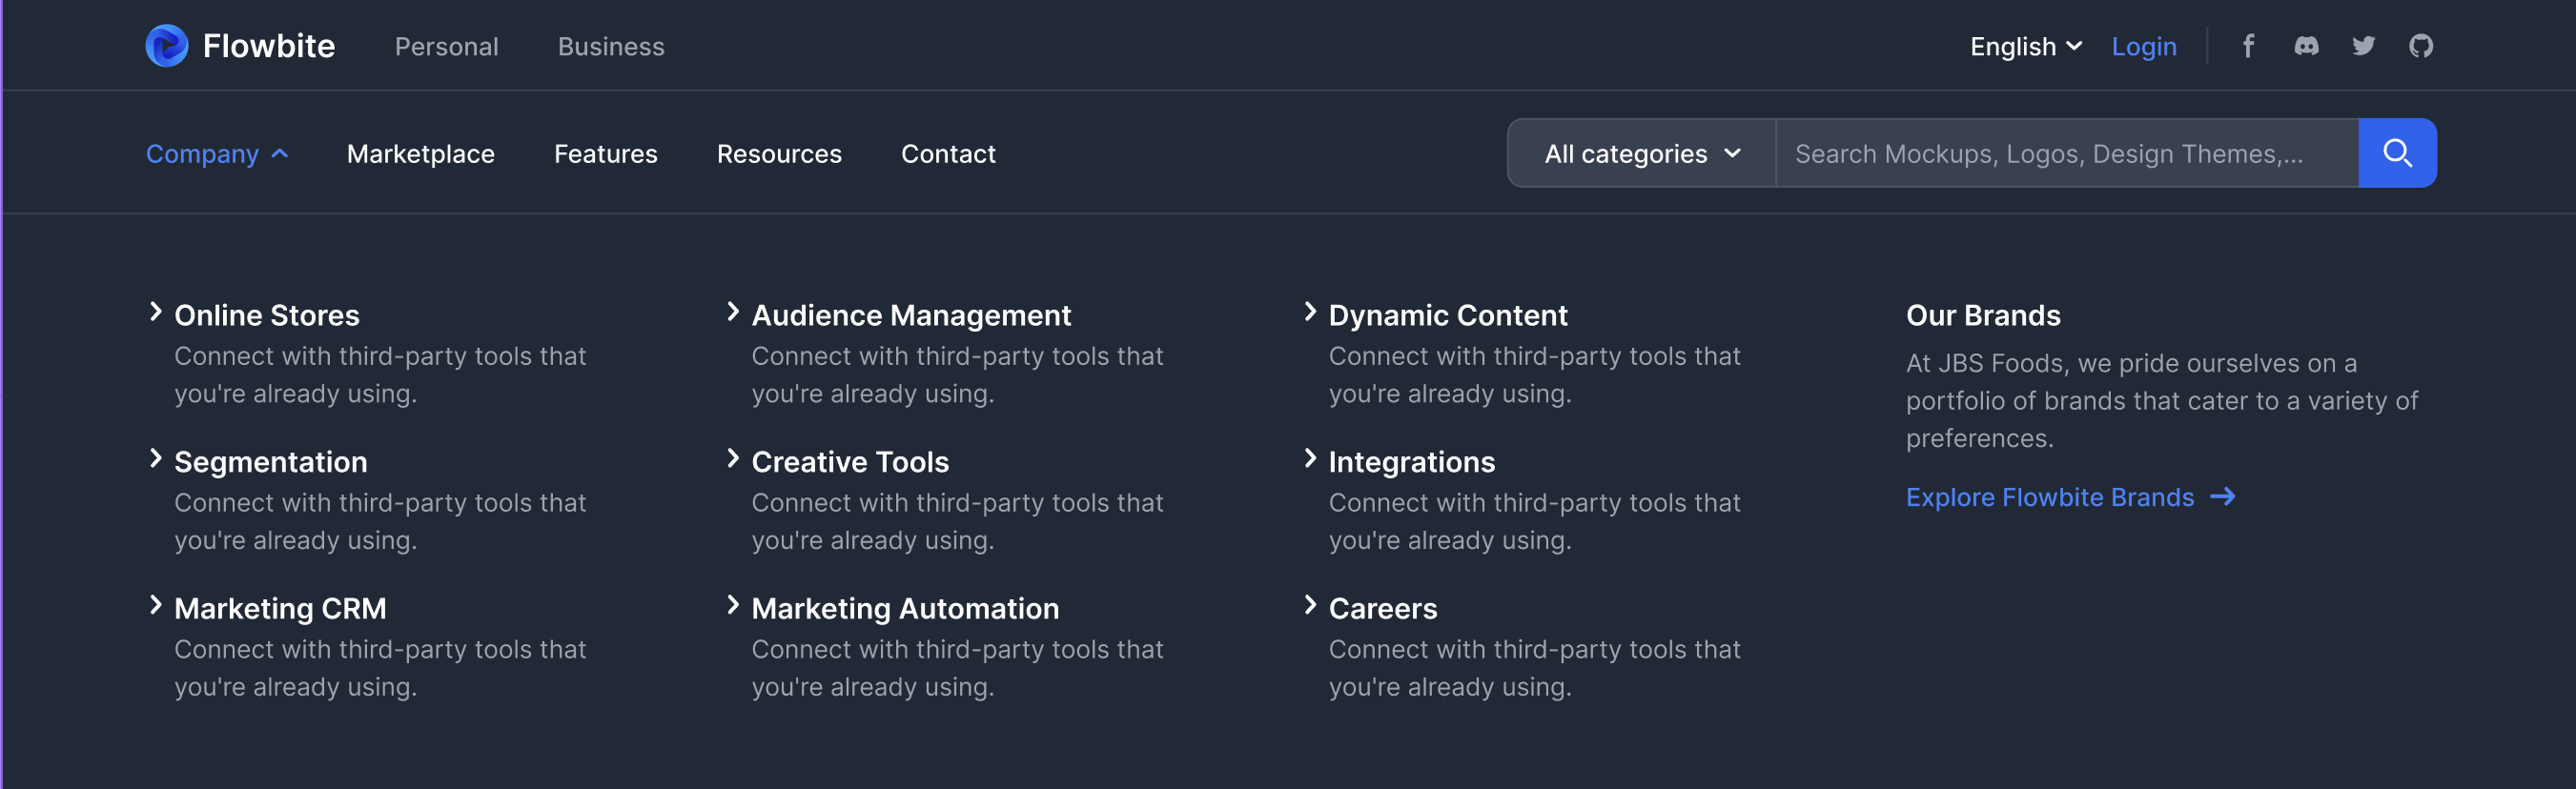 Flowbite Personal Business English Login
Company Marketplace Features Resources Contact All categories Search Mockups, Logos, Design Themes,...
Online Stores
Connect with third-party tools that
you're already using.
Segmentation
Connect with third-party tools that
you're already using.
Marketing CRM
Connect with third-party tools that
you're already using.
Audience Management
Connect with third-party tools that
you're already using.
Creative Tools
Connect with third-party tools that
you're already using.
Marketing Automation
Connect with third-party tools that
you're already using.
Dynamic Content
Connect with third-party tools that
you're already using.
Integrations
Connect with third-party tools that
you're already using.
Careers
Connect with third-party tools that
you're already using.
Our Brands
At JBS Foods, we pride ourselves on a
portfolio of brands that cater to a variety of
preferences.
Explore Flowbite Brands